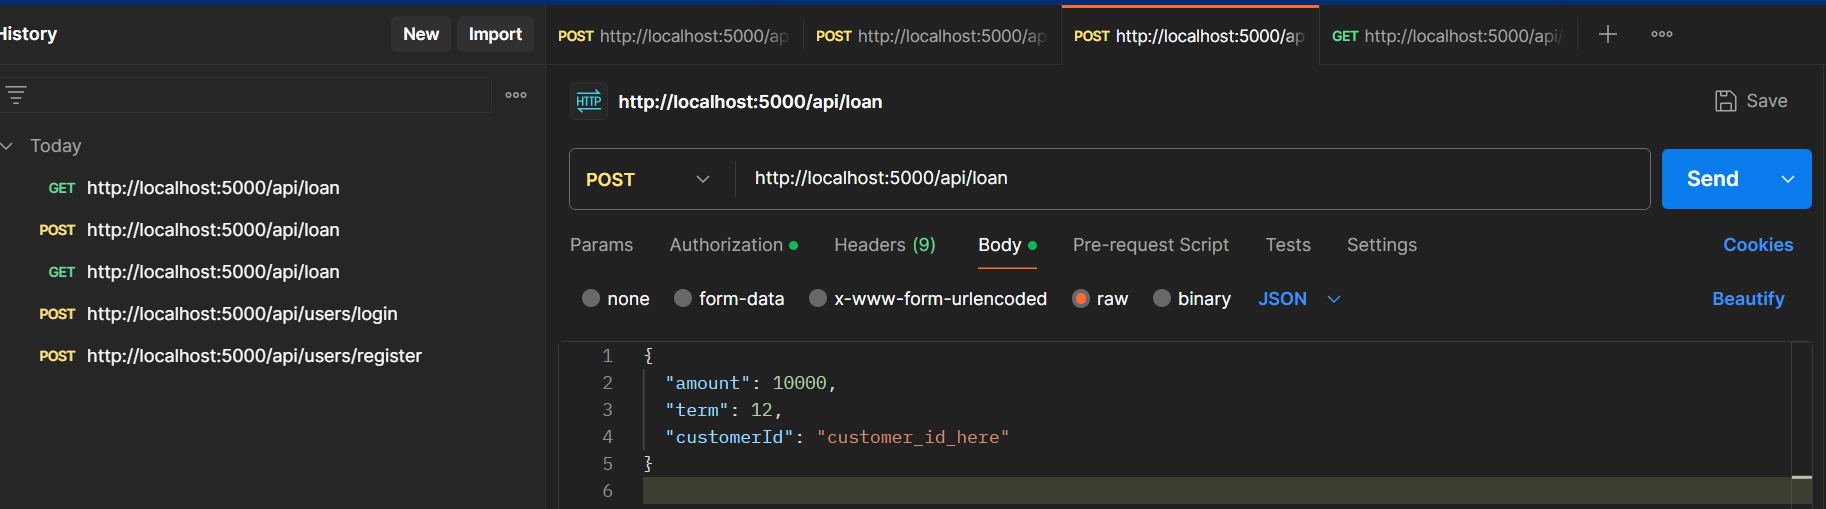 History New Import
Today
GET http://localhost:5000/api/loan
POST http://localhost:5000/api/loan
GET http://localhost:5000/api/loan
POST http://localhost:5000/api/users/login
POST http://localhost:5000/api/users/register
POST http://localhost:5000/ap POST http://localhost:5000/ap POST http://localhost:5000/ap GET http://localhost:5000/api/
HTTP http://localhost:5000/api/loan Save
POST http://localhost:5000/api/loan Send
Params Authorization Headers (9) Body Pre-request Script Tests Settings Cookies
none form-data x-www-form-urlencoded raw binary JSON Beautify
1 {
2 "amount": 10000,
3 "term": 12,
4 "customerId": "customer_id_here"
5 }
6